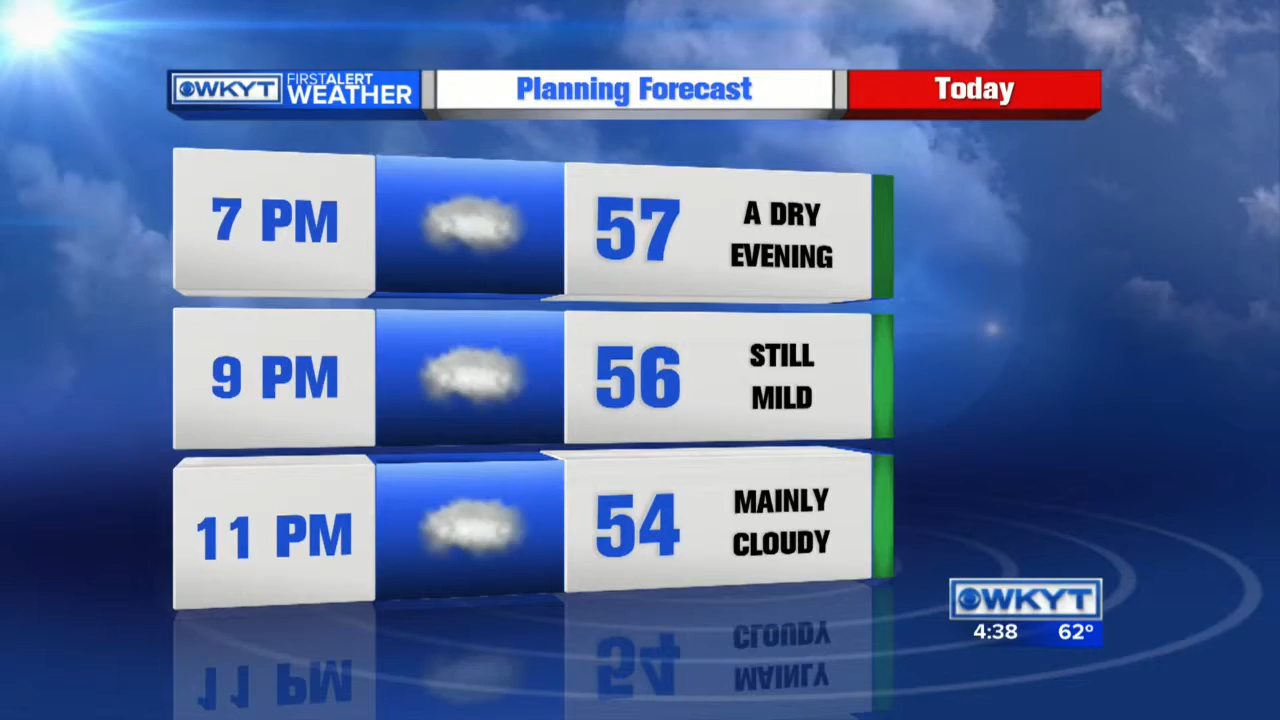 WKYT FIRST ALERT WEATHER
Planning Forecast
Today
7 PM
57
A DRY
EVENING
9 PM
56
STILL
MILD
11 PM
54
MAINLY
CLOUDY
WKYT
4:38 62°